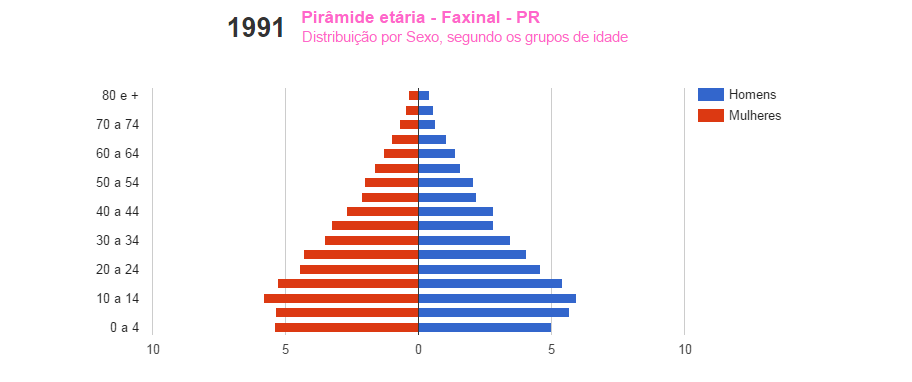 1991
Pirâmide etária - Faxinal - PR
Distribuição por Sexo, segundo os grupos de idade
80 e +
70 a 74
60 a 64
50 a 54
40 a 44
30 a 34
20 a 24
10 a 14
0 a 4
10 5 0 5 10
Homens
Mulheres